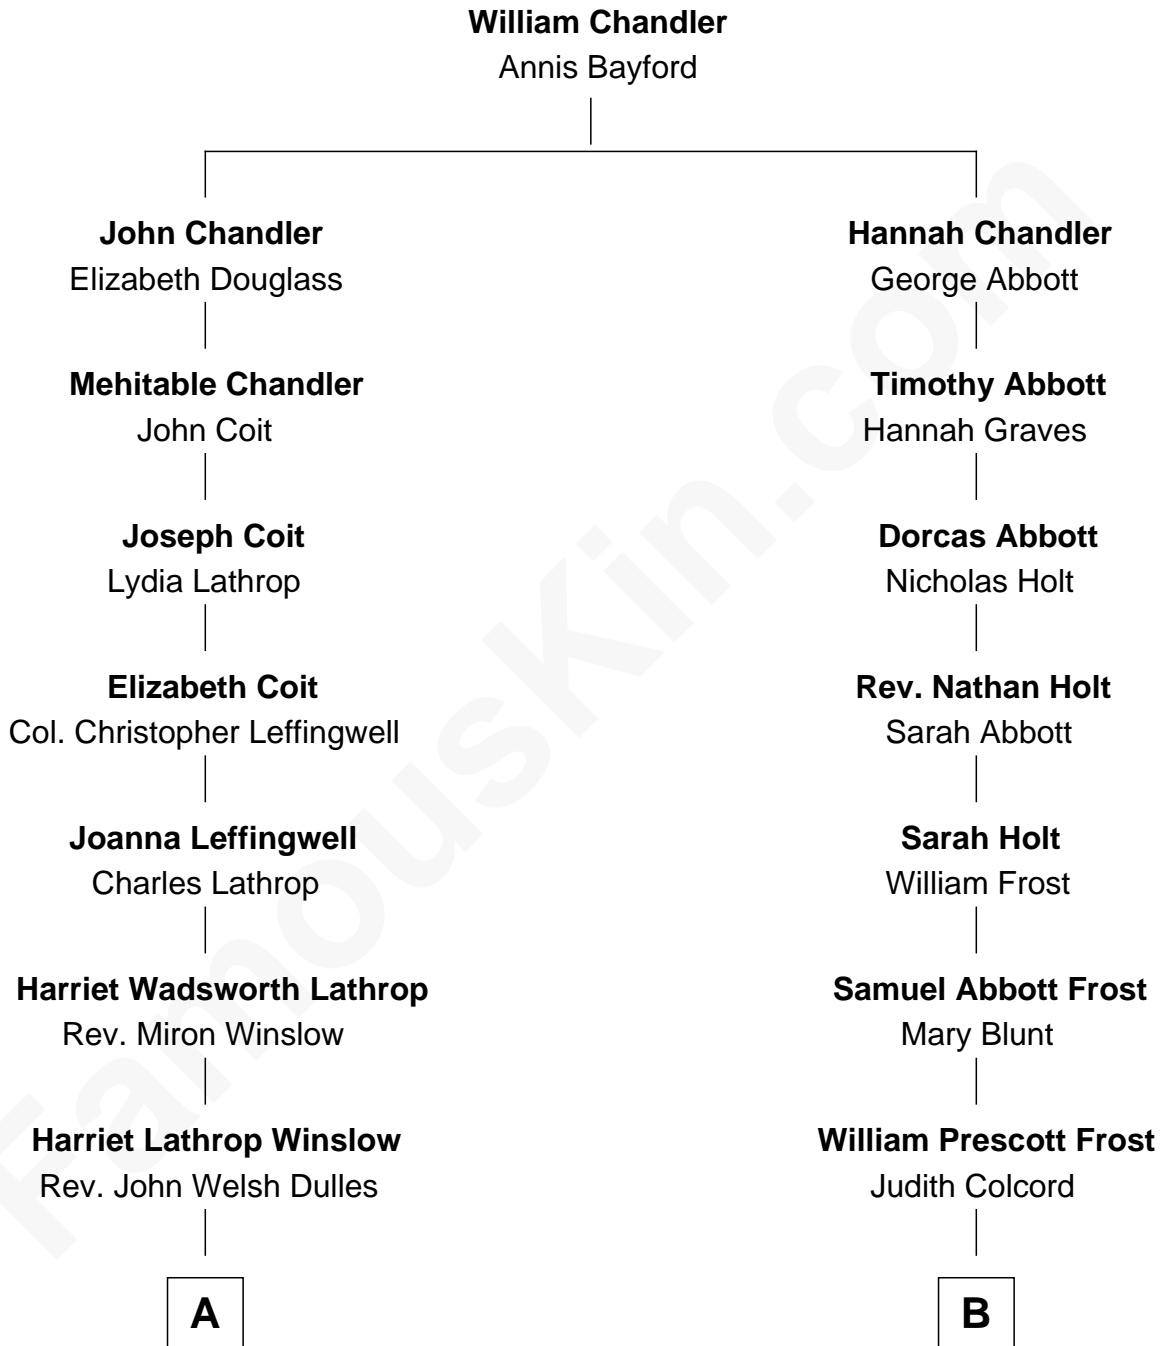 William Chandler
Annis Bayford
John Chandler
Elizabeth Douglass
Hannah Chandler
George Abbott
Mehitable Chandler
John Coit
Timothy Abbott
Hannah Graves
Joseph Coit
Lydia Lathrop
Dorcas Abbott
Nicholas Holt
Elizabeth Coit
Col. Christopher Leffingwell
Rev. Nathan Holt
Sarah Abbott
Joanna Leffingwell
Charles Lathrop
Sarah Holt
William Frost
Harriet Wadsworth Lathrop
Rev. Miron Winslow
Samuel Abbott Frost
Mary Blunt
Harriet Lathrop Winslow
Rev. John Welsh Dulles
William Prescott Frost
Judith Colcord
A
B
FamousKin.com